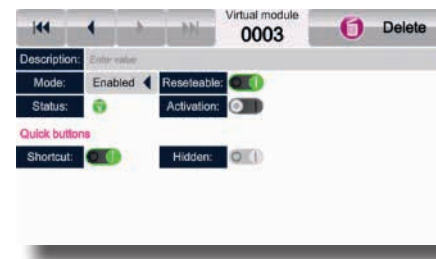 Virtual module
0003
Delete
Description: Enter value
Mode: Enabled Reseteable:
Status: Activation:
Quick buttons
Shortcut: Hidden: